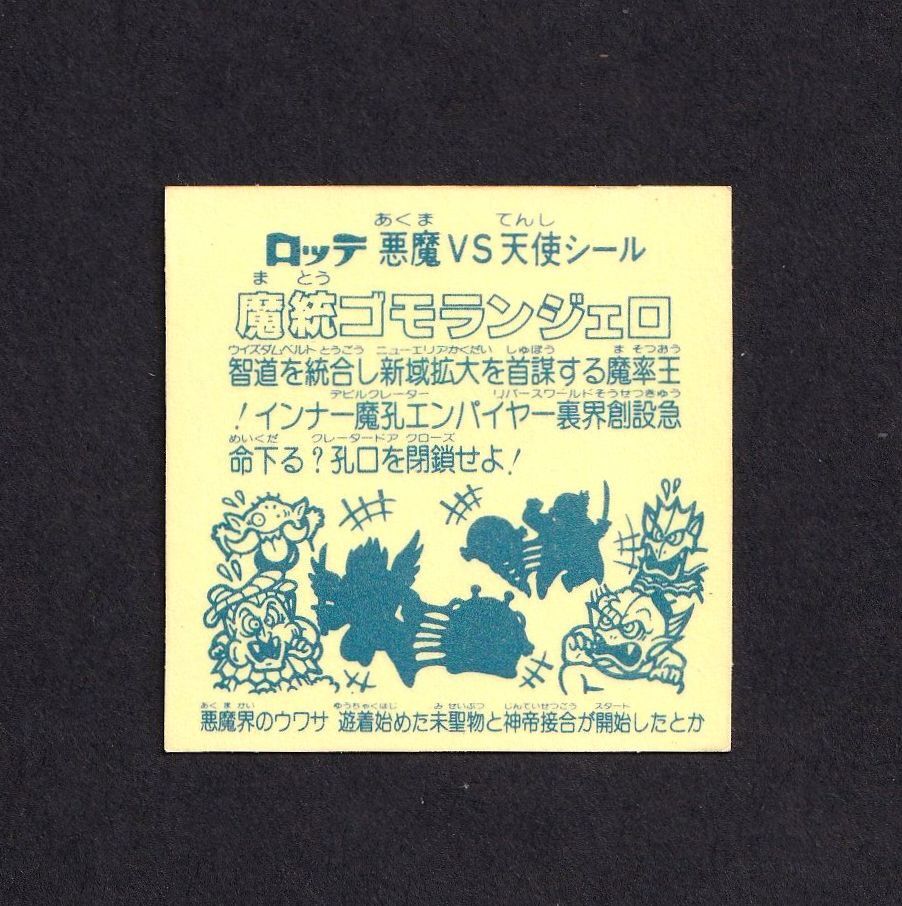 あくま てんし
ロッテ 悪魔VS天使シール
ま とう
魔統ゴモランジェロ
ウイズダムベルト とうごう ニューエリアかくだい しゅぼう ま そつおう
智道を統合し新域拡大を首謀する魔率王
デビルクレーター リバースワールドそうせつきゅう
!インナー魔孔エンパイヤー裏界創設急
めいくだ クレータードア クローズ
命下る?孔口を閉鎖せよ!
あく ま かい ゆうちゃくはじ み せいぶつ じんていせつごう スタート
悪魔界のウワサ 遊着始めた未聖物と神帝接合が開始したとか